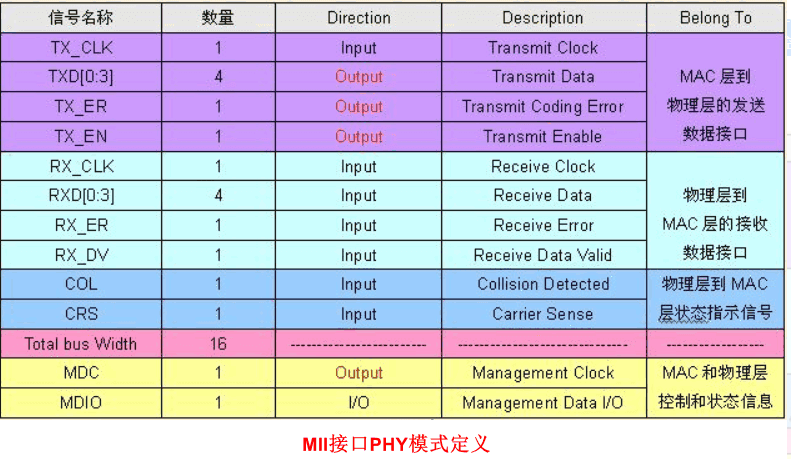 信号名称 数量 Direction Description Belong To
TX_CLK 1 Input Transmit Clock
TXD[0:3] 4 Output Transmit Data
TX_ER 1 Output Transmit Coding Error
TX_EN 1 Output Transmit Enable
MAC 层到
物理层的发送
数据接口
RX_CLK 1 Input Receive Clock
RXD[0:3] 4 Input Receive Data
RX_ER 1 Input Receive Error
RX_DV 1 Input Receive Data Valid
物理层到
MAC 层的接收
数据接口
COL 1 Input Collision Detected
CRS 1 Input Carrier Sense
物理层到 MAC
层状态指示信号
Total bus Width 16 ------------------------- ------------------------------- ------------------
MDC 1 Output Management Clock
MDIO 1 I/O Management Data I/O
MAC 和物理层
控制和状态信息
MII接口PHY模式定义